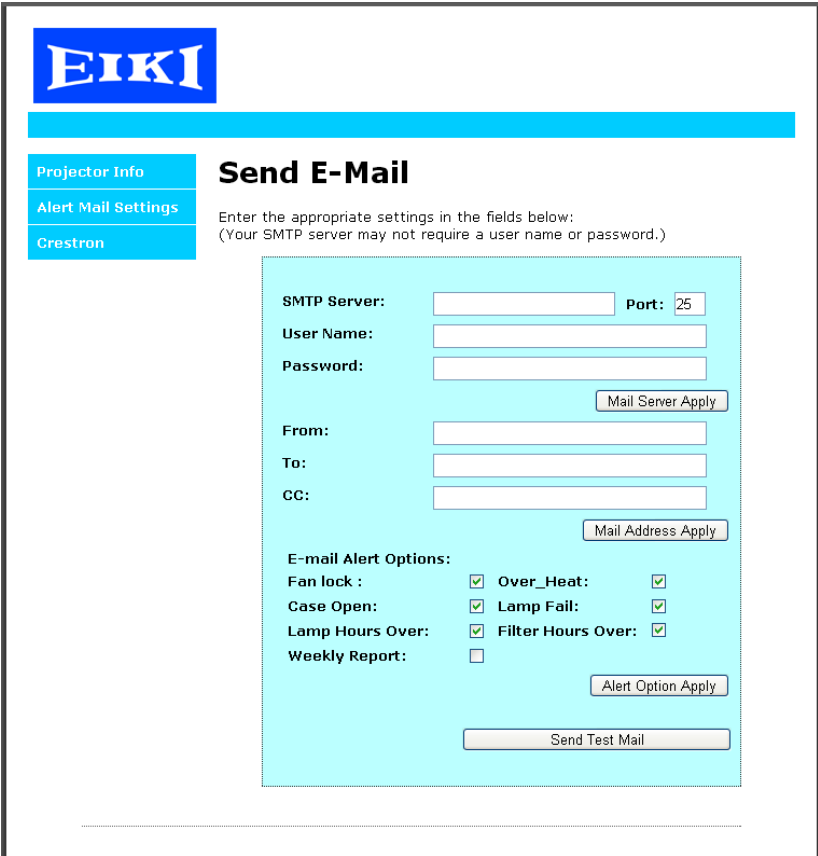 EIKI
Projector Info
Alert Mail Settings
Crestron
Send E-Mail
Enter the appropriate settings in the fields below:
(Your SMTP server may not require a user name or password.)
SMTP Server: Port: 25
User Name:
Password:
Mail Server Apply
From:
To:
CC:
Mail Address Apply
E-mail Alert Options:
Fan lock : Over_Heat:
Case Open: Lamp Fail:
Lamp Hours Over: Filter Hours Over:
Weekly Report:
Alert Option Apply
Send Test Mail